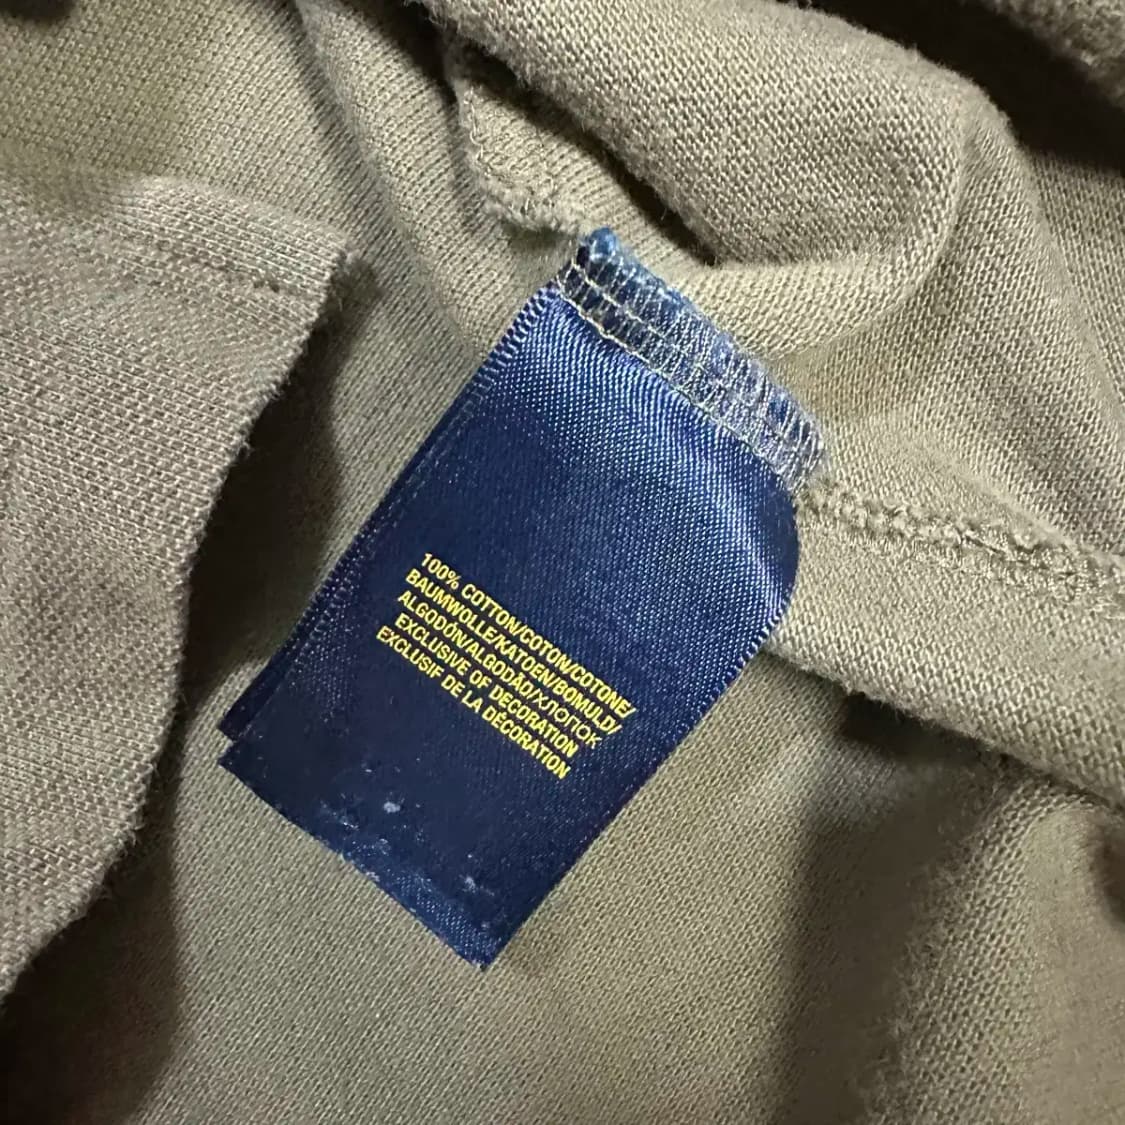 100% COTTON/COTON/COTONE/
BAUMWOLLE/KATOEN/BOMULD/
ALGODÓN/ALGODÃO/ХЛОПОК
EXCLUSIVE OF DECORATION
EXCLUSIF DE LA DÉCORATION